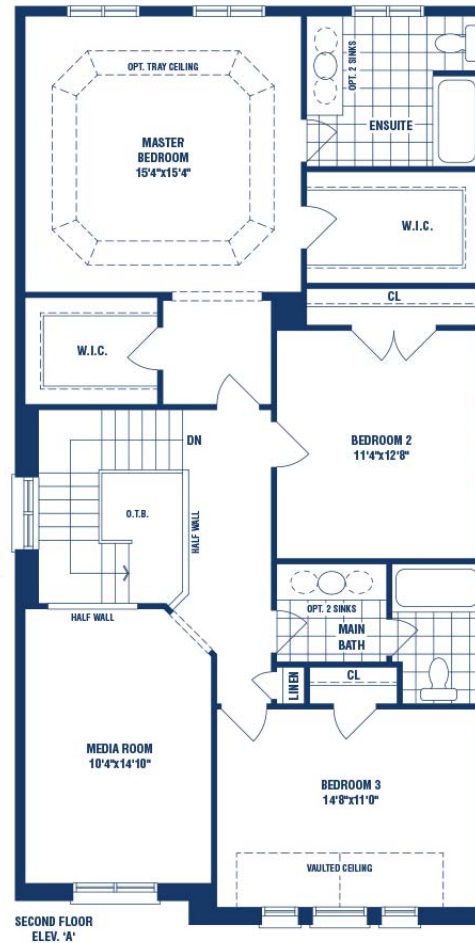 OPT. TRAY CEILING
OPT. 2 SINKS
MASTER
BEDROOM
15'4"x15'4"
ENSUITE
W.I.C.
CL
W.I.C.
DN
BEDROOM 2
11'4"x12'8"
O.T.B.
HALF WALL
HALF WALL
OPT. 2 SINKS
MAIN
BATH
LINEN
CL
MEDIA ROOM
10'4"x14'10"
BEDROOM 3
14'8"x11'0"
VAULTED CEILING
SECOND FLOOR
ELEV. 'A'